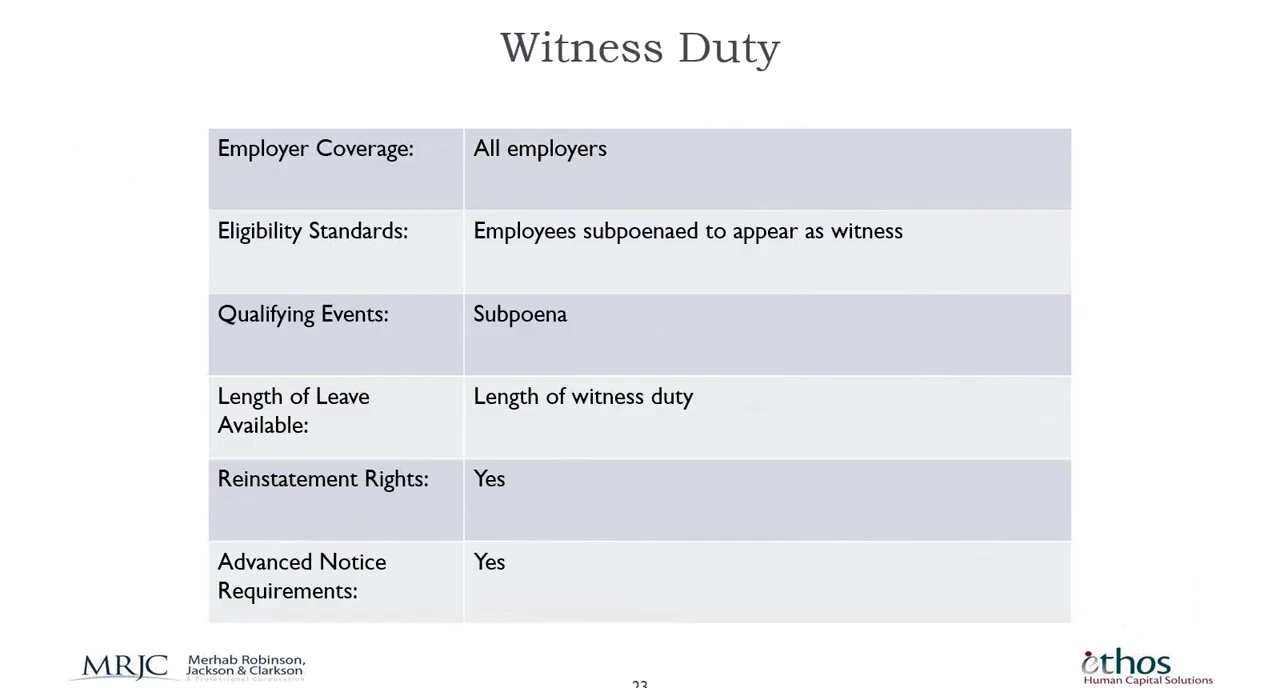 Witness Duty
Employer Coverage:
All employers
Eligibility Standards:
Employees subpoenaed to appear as witness
Qualifying Events:
Subpoena
Length of Leave
Available:
Length of witness duty
Reinstatement Rights:
Yes
Advanced Notice
Requirements:
Yes
MRJC
Merhab Robinson,
Jackson & Clarkson
A Professional Corporation
23
ethos
Human Capital Solutions